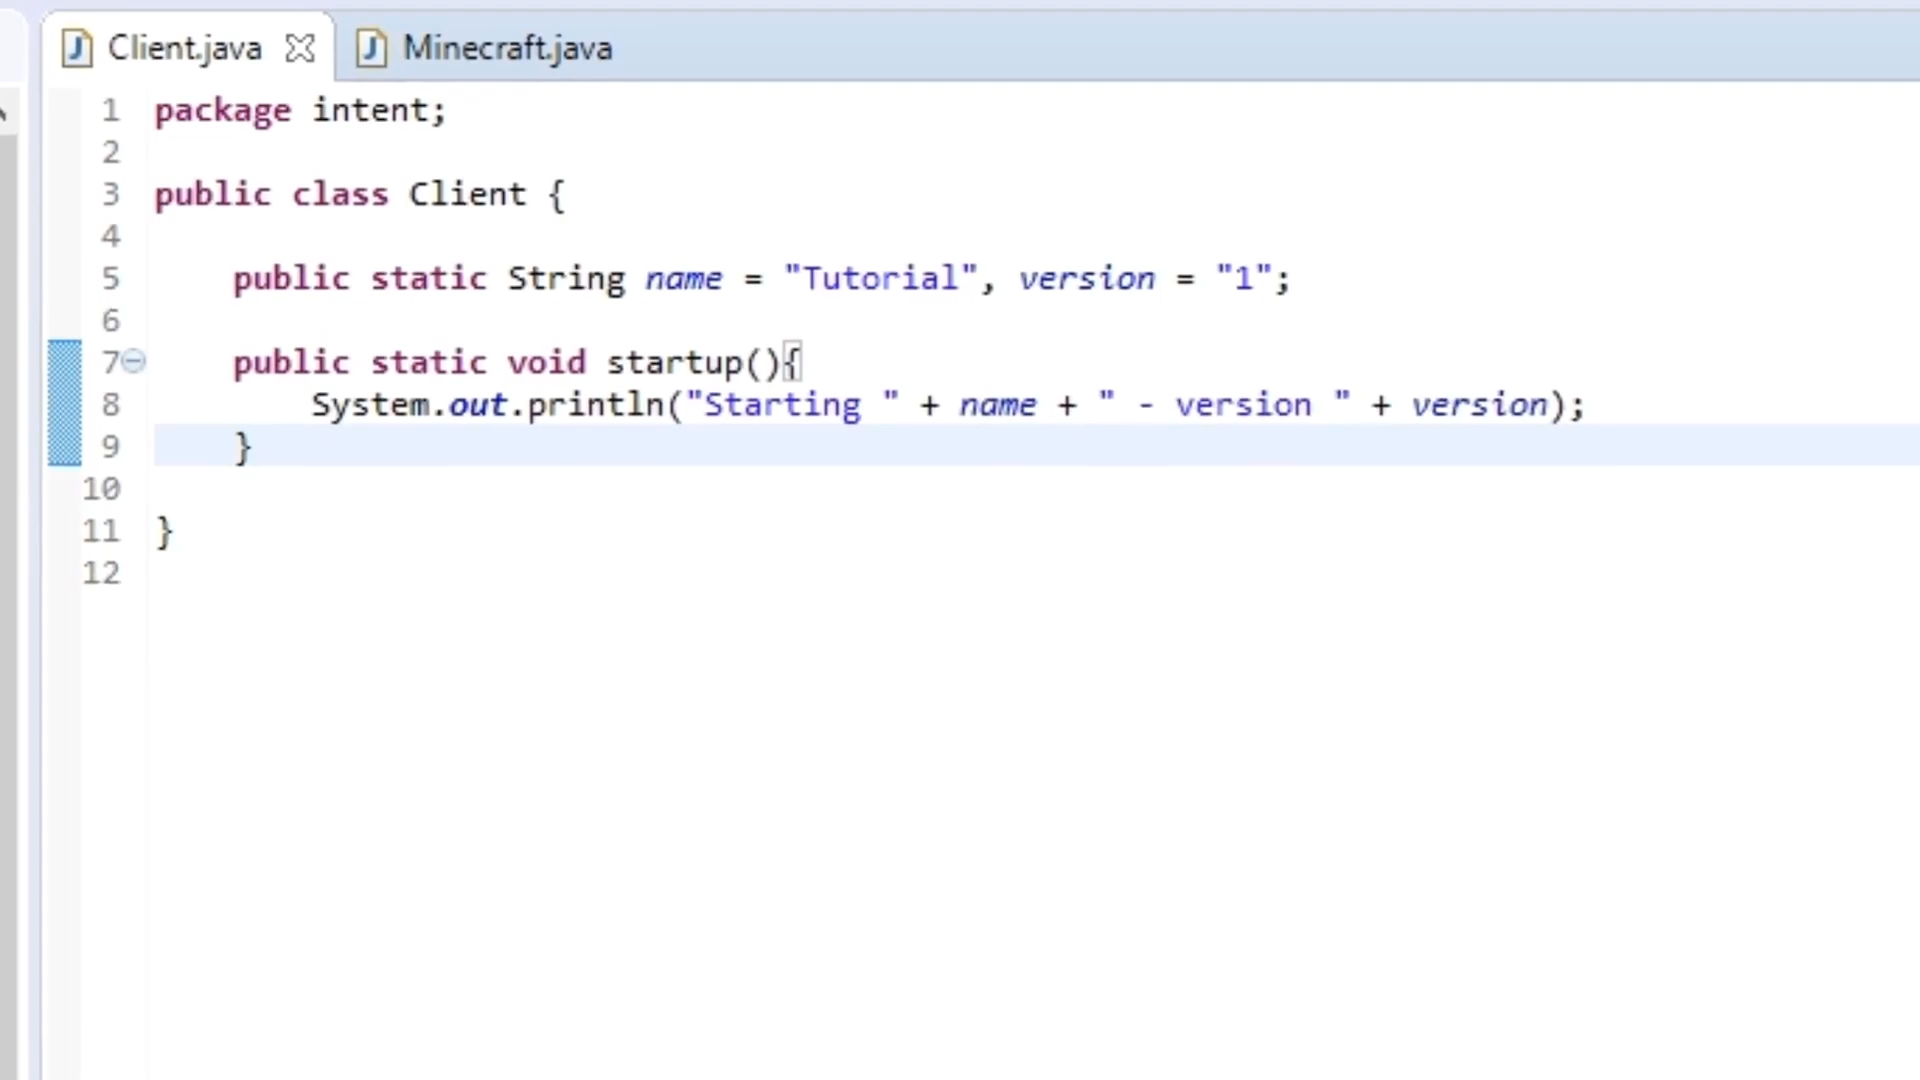 Client.java Minecraft.java
1 package intent;
2
3 public class Client {
4
5 public static String name = "Tutorial", version = "1";
6
7 public static void startup(){
8 System.out.println("Starting " + name + " - version " + version);
9 }
10
11 }
12